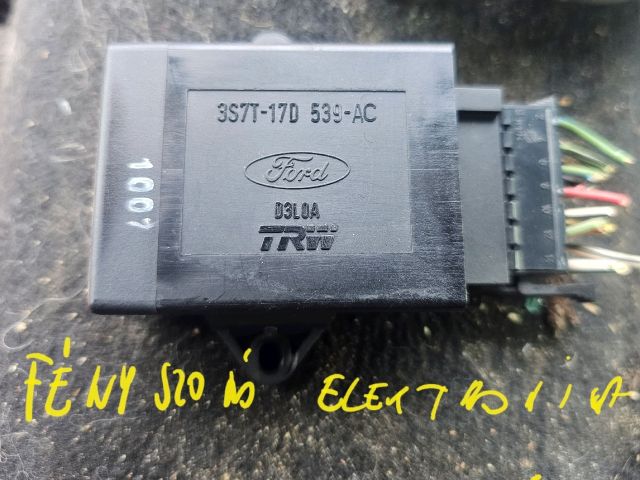 3S7T-17D 539-AC
Ford
D3L0A
TRW
1007
FÉNYSZÓRÓ ELEKTRONIKA